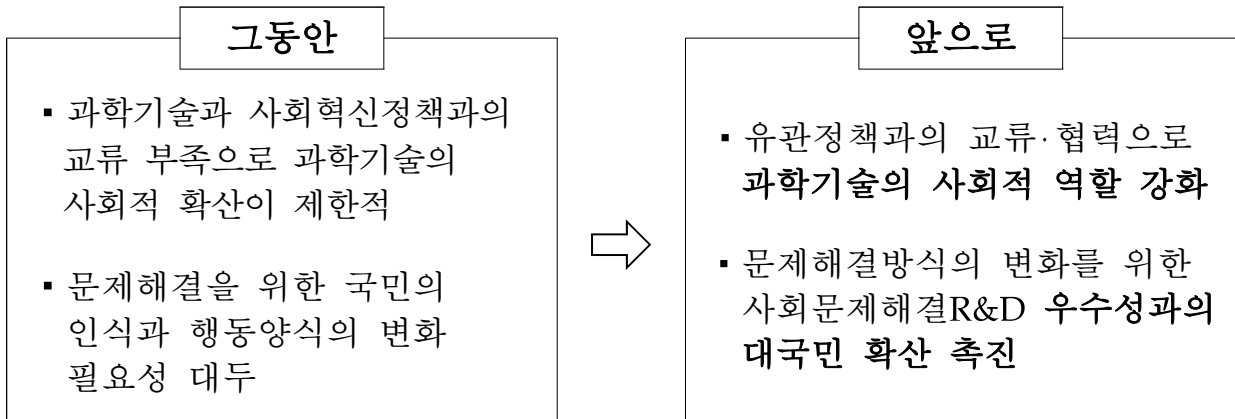 그동안
▪ 과학기술과 사회혁신정책과의
교류 부족으로 과학기술의
사회적 확산이 제한적
▪ 문제해결을 위한 국민의
인식과 행동양식의 변화
필요성 대두
앞으로
▪ 유관정책과의 교류·협력으로
과학기술의 사회적 역할 강화
▪ 문제해결방식의 변화를 위한
사회문제해결R&D 우수성과의
대국민 확산 촉진